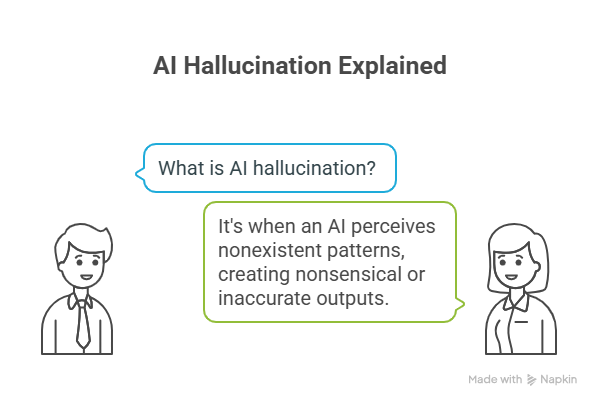 AI Hallucination Explained
What is AI hallucination?
It's when an AI perceives
nonexistent patterns,
creating nonsensical or
inaccurate outputs.
Made with Napkin